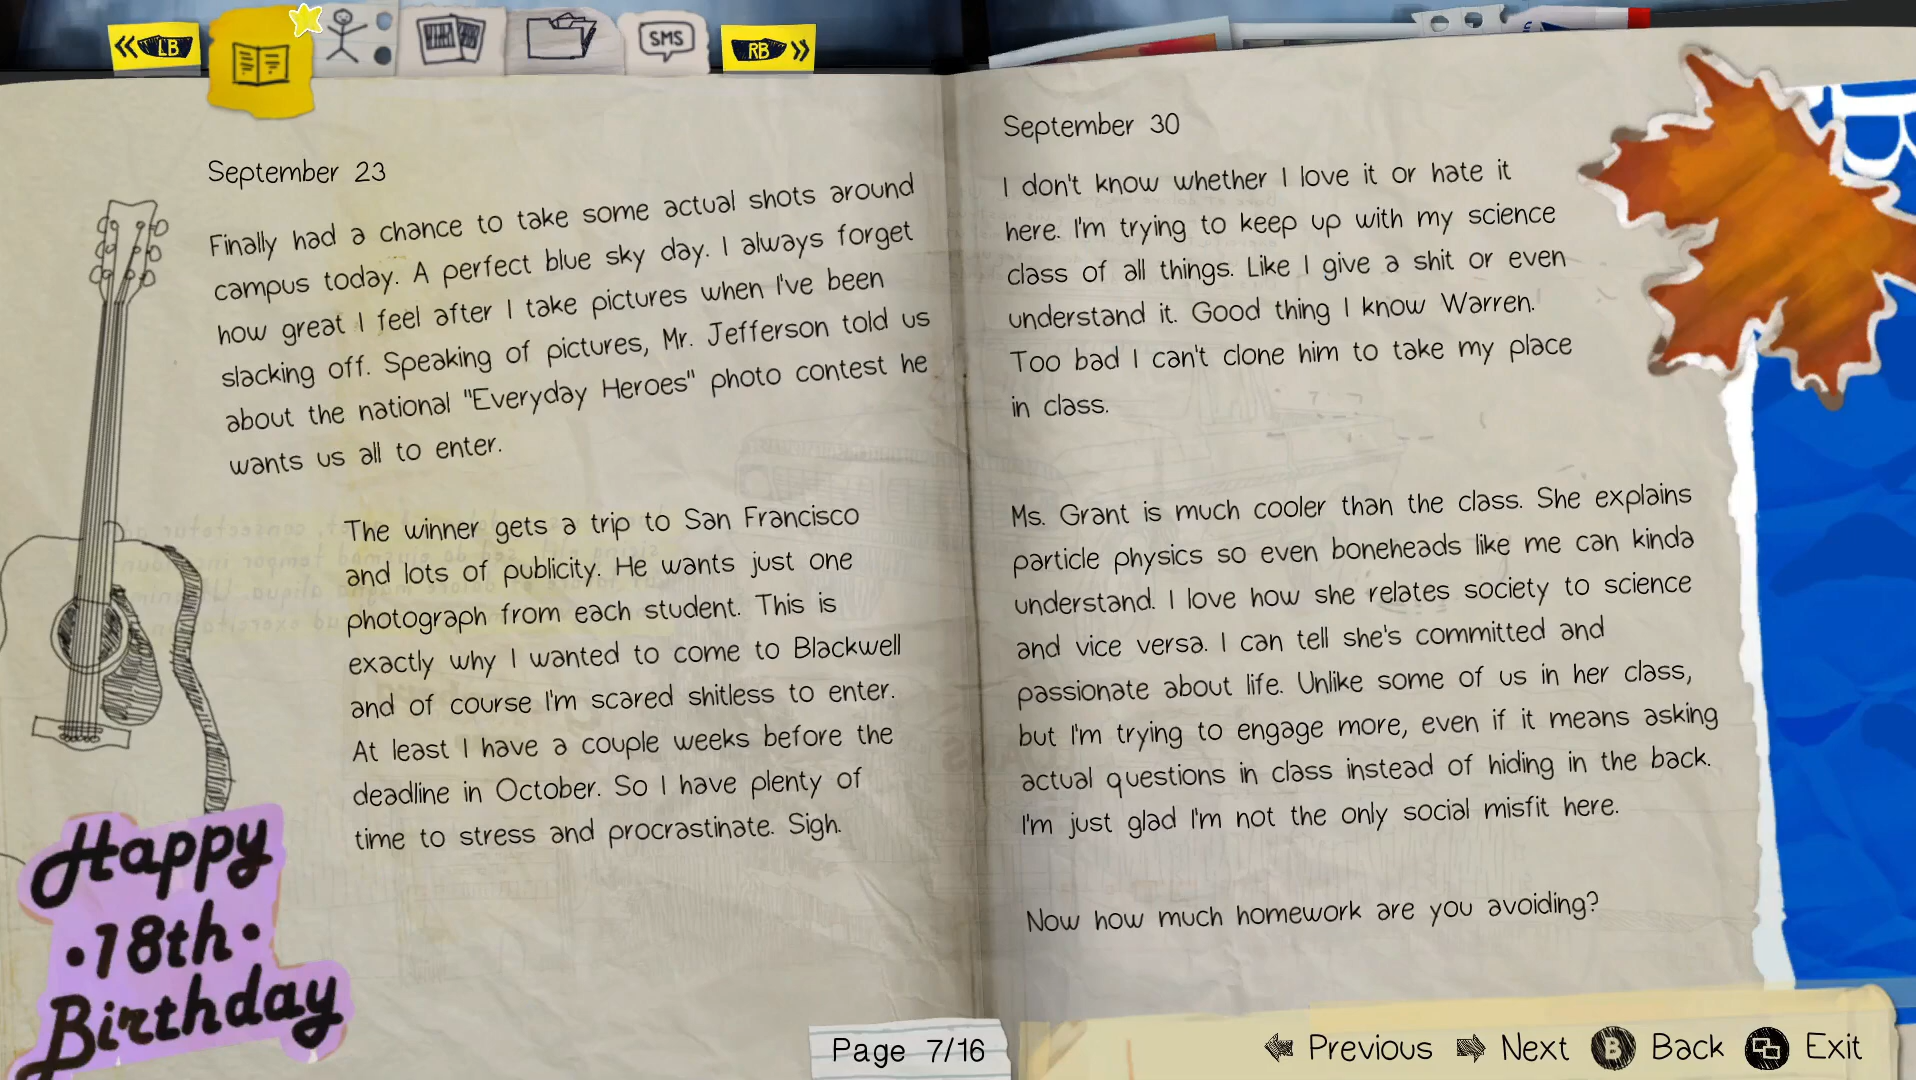 LB
SMS
RB
September 23
Finally had a chance to take some actual shots around
campus today. A perfect blue sky day. I always forget
how great I feel after I take pictures when I've been
slacking off. Speaking of pictures, Mr. Jefferson told us
about the national "Everyday Heroes" photo contest he
wants us all to enter.
The winner gets a trip to San Francisco
and lots of publicity. He wants just one
photograph from each student. This is
exactly why I wanted to come to Blackwell
and of course I'm scared shitless to enter.
At least I have a couple weeks before the
deadline in October. So I have plenty of
time to stress and procrastinate. Sigh.
Happy
•18th•
Birthday
September 30
I don't know whether I love it or hate it
here. I'm trying to keep up with my science
class of all things. Like I give a shit or even
understand it. Good thing I know Warren.
Too bad I can't clone him to take my place
in class.
Ms. Grant is much cooler than the class. She explains
particle physics so even boneheads like me can kinda
understand. I love how she relates society to science
and vice versa. I can tell she's committed and
passionate about life. Unlike some of us in her class,
but I'm trying to engage more, even if it means asking
actual questions in class instead of hiding in the back.
I'm just glad I'm not the only social misfit here.
Now how much homework are you avoiding?
Page 7/16
Previous
Next
B Back
Exit